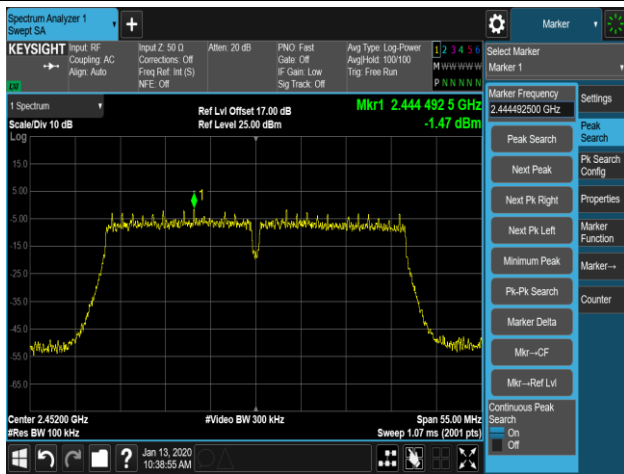 Spectrum Analyzer 1
Swept SA
Marker
KEYSIGHT
Input: RF
Coupling: AC
Align: Auto
Input Z: 50 Ω
Corrections: Off
Freq Ref: Int (S)
NFE: Off
Atten: 20 dB
PNO: Fast
Gate: Off
IF Gain: Low
Sig Track: Off
Avg Type: Log-Power
Avg|Hold: 100/100
Trig: Free Run
1 2 3 4 5 6
M W W W W W
P N N N N N
Select Marker
Marker 1
1 Spectrum
Scale/Div 10 dB
Log
Ref Lvl Offset 17.00 dB
Ref Level 25.00 dBm
Mkr1 2.444 492 5 GHz
-1.47 dBm
15.0
5.00
-5.00
-15.0
-25.0
-35.0
-45.0
-55.0
-65.0
1
Center 2.45200 GHz
#Res BW 100 kHz
#Video BW 300 kHz
Span 55.00 MHz
Sweep 1.07 ms (2001 pts)
Marker Frequency
2.444492500 GHz
Peak Search
Next Peak
Next Pk Right
Next Pk Left
Minimum Peak
Pk-Pk Search
Marker Delta
Mkr→CF
Mkr→Ref Lvl
Continuous Peak
Search
On
Off
Settings
Peak
Search
Pk Search
Config
Properties
Marker
Function
Marker→
Counter
?
Jan 13, 2020
10:38:55 AM